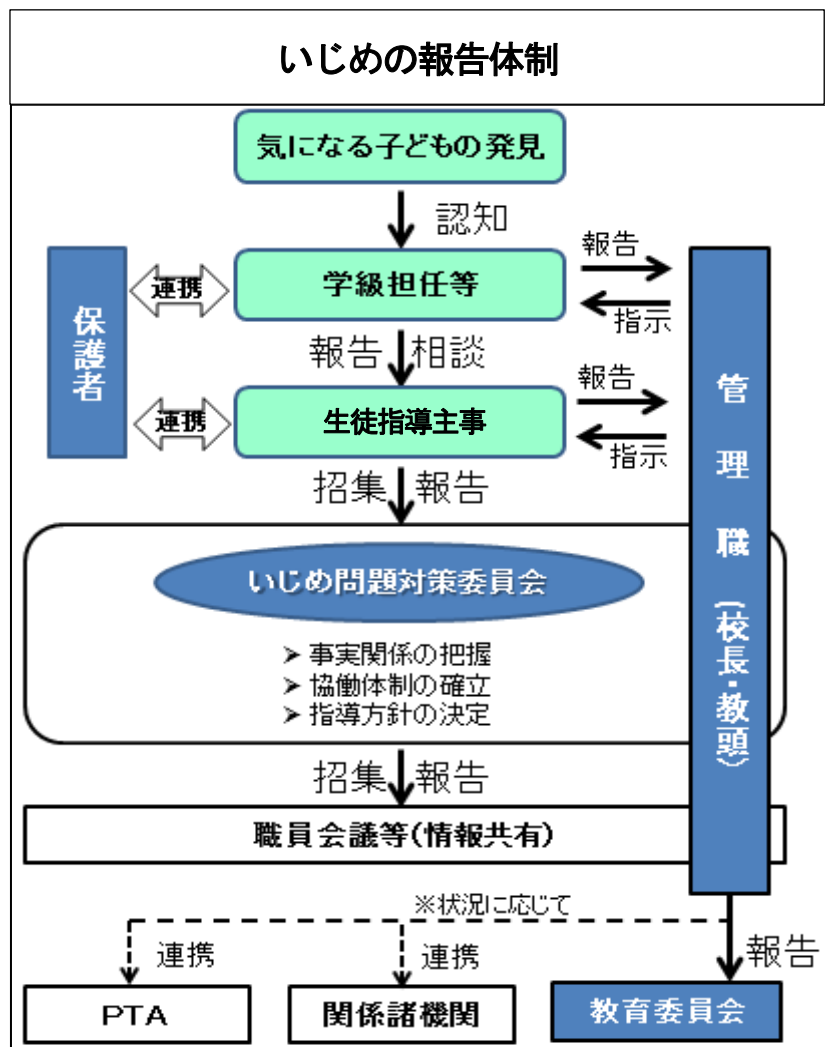 いじめの報告体制
気になる子どもの発見
認知
報告
保護者
連携
学級担任等
指示
管理職(校長・教頭)
報告 相談
報告
連携
生徒指導主事
指示
招集 報告
いじめ問題対策委員会
➤ 事実関係の把握
➤ 協働体制の確立
➤ 指導方針の決定
招集 報告
職員会議等(情報共有)
※状況に応じて
連携
連携
報告
PTA
関係諸機関
教育委員会